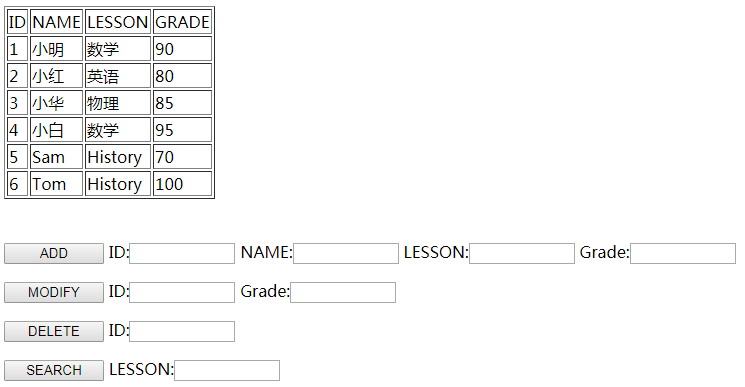 ID NAME LESSON GRADE
1 小明 数学 90
2 小红 英语 80
3 小华 物理 85
4 小白 数学 95
5 Sam History 70
6 Tom History 100
ADD ID: NAME: LESSON: Grade:
MODIFY ID: Grade:
DELETE ID:
SEARCH LESSON: